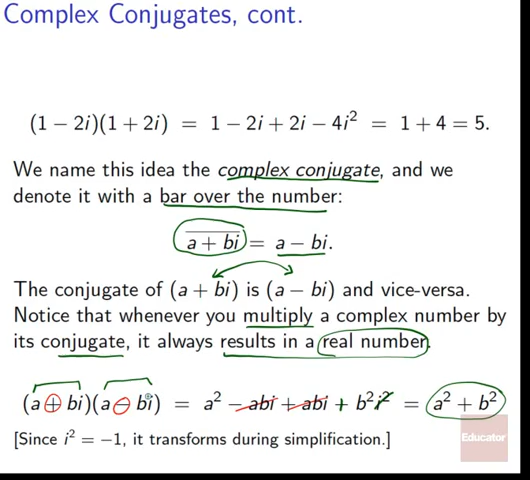 Complex Conjugates, cont.
(1 − 2i)(1 + 2i) = 1 − 2i + 2i − 4i² = 1 + 4 = 5.
We name this idea the complex conjugate, and we
denote it with a bar over the number:
a̅ ̅+̅ ̅b̅i̅ = a − bi.
The conjugate of (a + bi) is (a − bi) and vice-versa.
Notice that whenever you multiply a complex number by
its conjugate, it always results in a real number.
(a + bi)(a − bi) = a² − abi + abi + b²i² = a² + b²
[Since i² = −1, it transforms during simplification.]
Educator